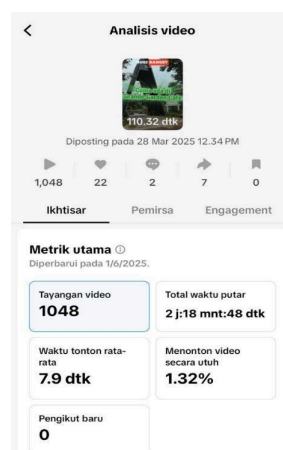 Analisis video
110.32 dtk
Diposting pada 28 Mar 2025 12.34 PM
1,048 22 2 7 0
Ikhtisar Pemirsa Engagement
Metrik utama
Diperbarui pada 1/6/2025.
Tayangan video
1048
Total waktu putar
2 j:18 mnt:48 dtk
Waktu tonton rata-
rata
7.9 dtk
Menonton video
secara utuh
1.32%
Pengikut baru
0